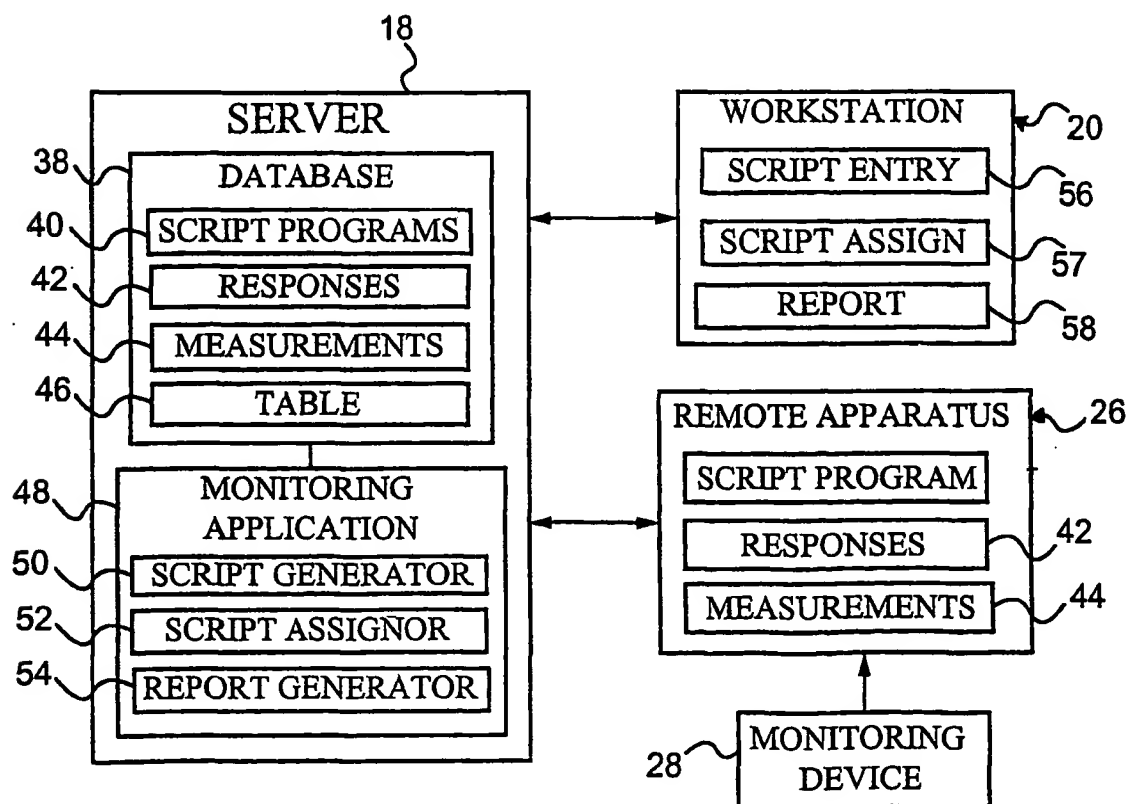 18
SERVER
38
DATABASE
40
SCRIPT PROGRAMS
42
RESPONSES
44
MEASUREMENTS
46
TABLE
48
MONITORING
APPLICATION
50
SCRIPT GENERATOR
52
SCRIPT ASSIGNOR
54
REPORT GENERATOR
WORKSTATION
20
SCRIPT ENTRY
56
SCRIPT ASSIGN
57
REPORT
58
REMOTE APPARATUS
26
SCRIPT PROGRAM
RESPONSES
42
MEASUREMENTS
44
28
MONITORING
DEVICE